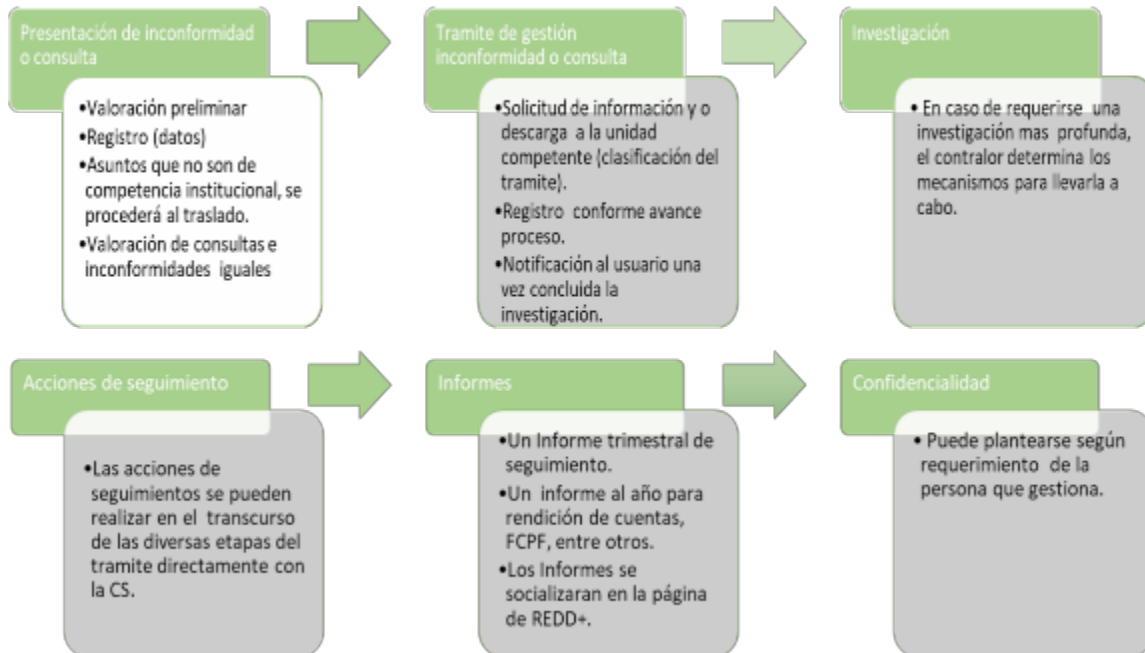 Presentación de inconformidad
o consulta
•Valoración preliminar
•Registro (datos)
•Asuntos que no son de
competencia institucional, se
procederá al traslado.
•Valoración de consultas e
inconformidades iguales
Tramite de gestión
inconformidad o consulta
•Solicitud de información y o
descarga a la unidad
competente (clasificación del
tramite).
•Registro conforme avance
proceso.
•Notificación al usuario una
vez concluida la
investigación.
Investigación
• En caso de requerirse una
investigación mas profunda,
el contralor determina los
mecanismos para llevarla a
cabo.
Acciones de seguimiento
•Las acciones de
seguimientos se pueden
realizar en el transcurso
de las diversas etapas del
tramite directamente con
la CS.
Informes
•Un Informe trimestral de
seguimiento.
•Un informe al año para
rendición de cuentas,
FCPF, entre otros.
•Los Informes se
socializaran en la página
de REDD+.
Confidencialidad
• Puede plantearse según
requerimiento de la
persona que gestiona.